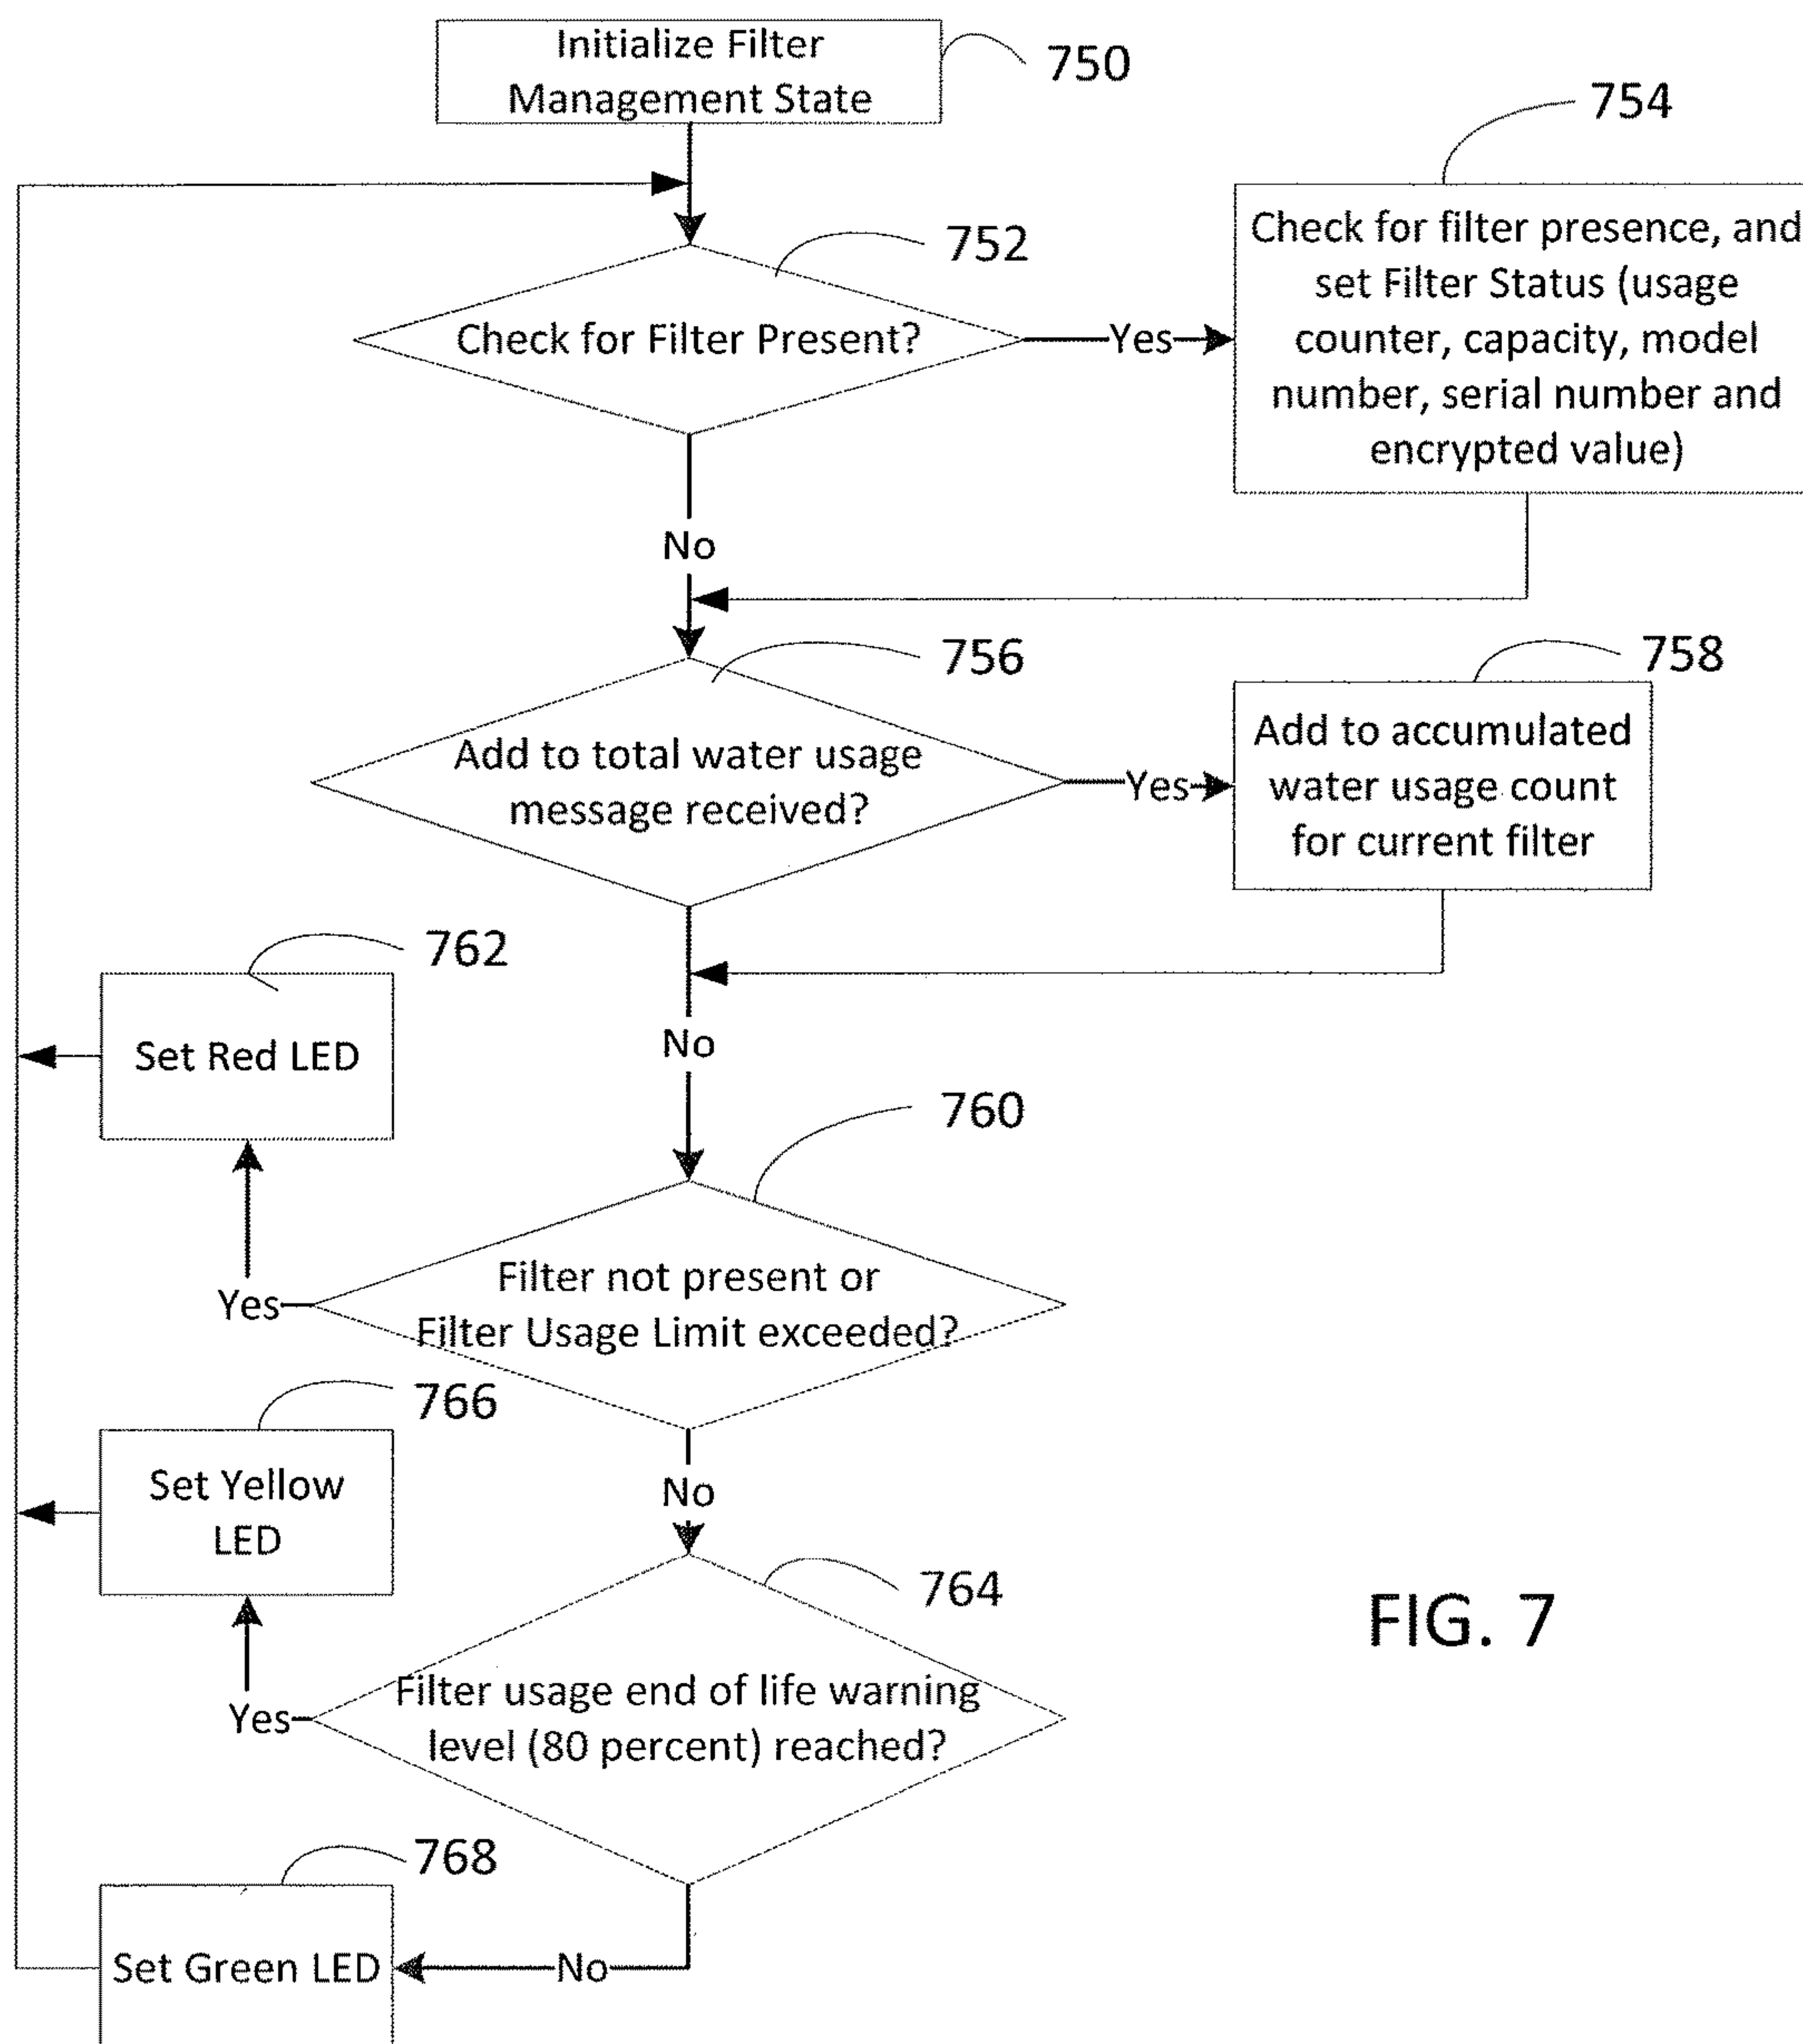 Initialize Filter
Management State
750
754
752
Check for Filter Present?
Yes
Check for filter presence, and
set Filter Status (usage
counter, capacity, model
number, serial number and
encrypted value)
No
756
758
Add to total water usage
message received?
Yes
Add to accumulated
water usage count
for current filter
762
Set Red LED
No
760
Yes
Filter not present or
Filter Usage Limit exceeded?
766
Set Yellow
LED
No
764
Yes
Filter usage end of life warning
level (80 percent) reached?
768
Set Green LED
No
FIG. 7